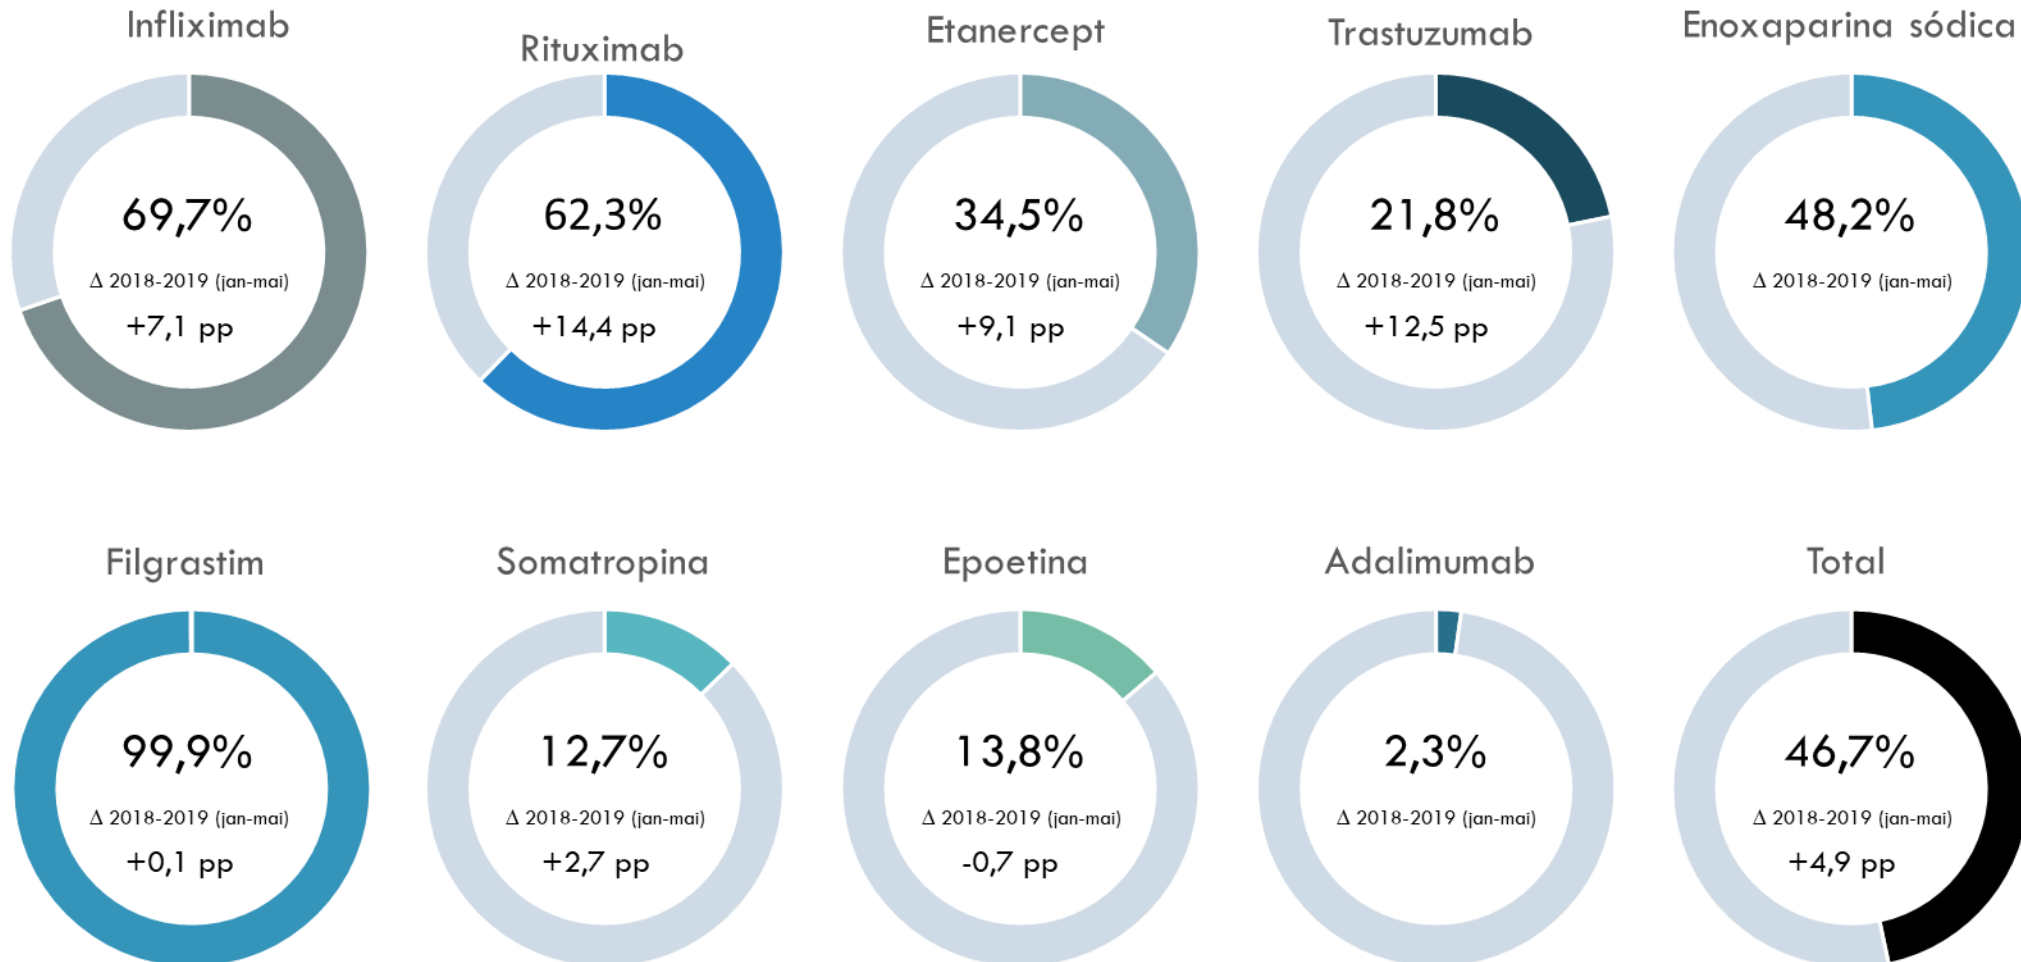 Infliximab
69,7%
Δ 2018-2019 (jan-mai)
+7,1 pp
Rituximab
62,3%
Δ 2018-2019 (jan-mai)
+14,4 pp
Etanercept
34,5%
Δ 2018-2019 (jan-mai)
+9,1 pp
Trastuzumab
21,8%
Δ 2018-2019 (jan-mai)
+12,5 pp
Enoxaparina sódica
48,2%
Δ 2018-2019 (jan-mai)
Filgrastim
99,9%
Δ 2018-2019 (jan-mai)
+0,1 pp
Somatropina
12,7%
Δ 2018-2019 (jan-mai)
+2,7 pp
Epoetina
13,8%
Δ 2018-2019 (jan-mai)
-0,7 pp
Adalimumab
2,3%
Δ 2018-2019 (jan-mai)
Total
46,7%
Δ 2018-2019 (jan-mai)
+4,9 pp